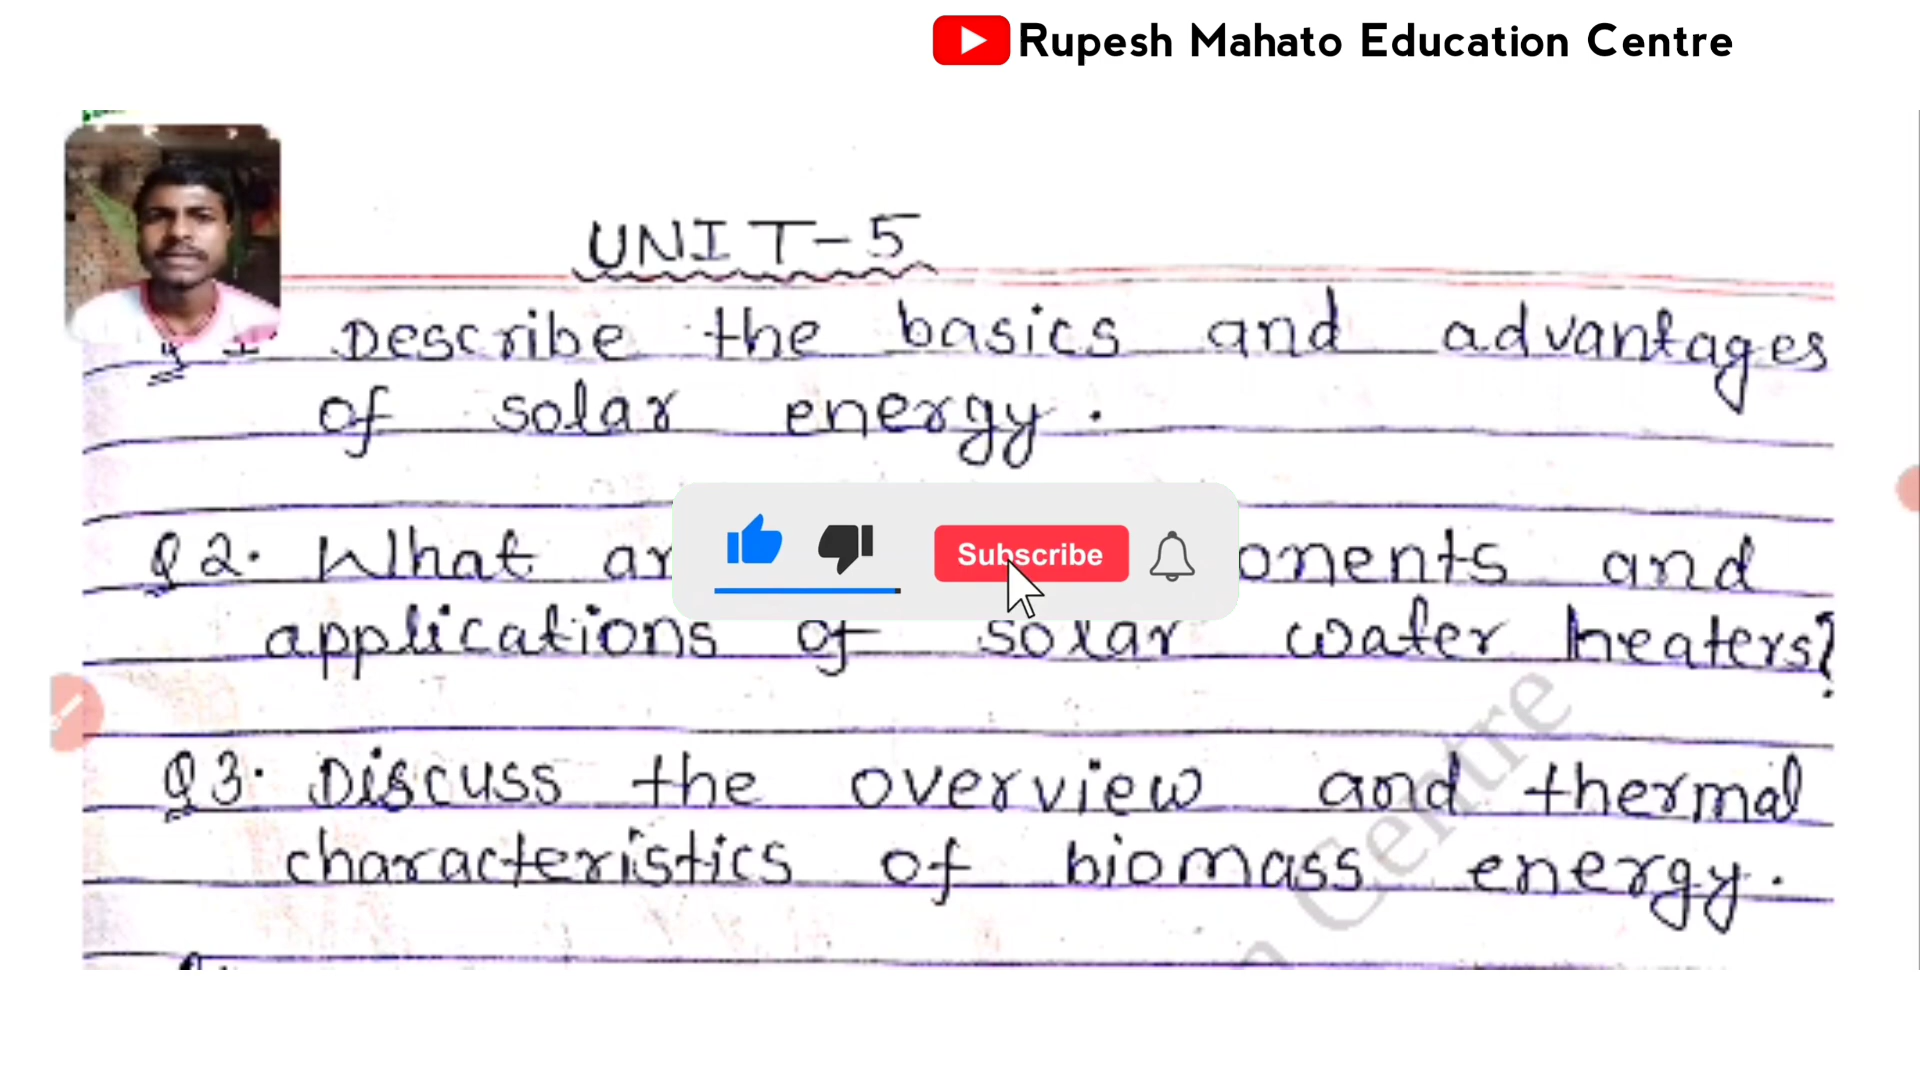 Rupesh Mahato Education Centre
UNIT-5
Describe the basics and advantages
of solar energy.
Subscribe
Q2. What onents and
applications of solar water heaters?
Q3. Discuss the overview and thermal
characteristics of biomass energy.
Centre